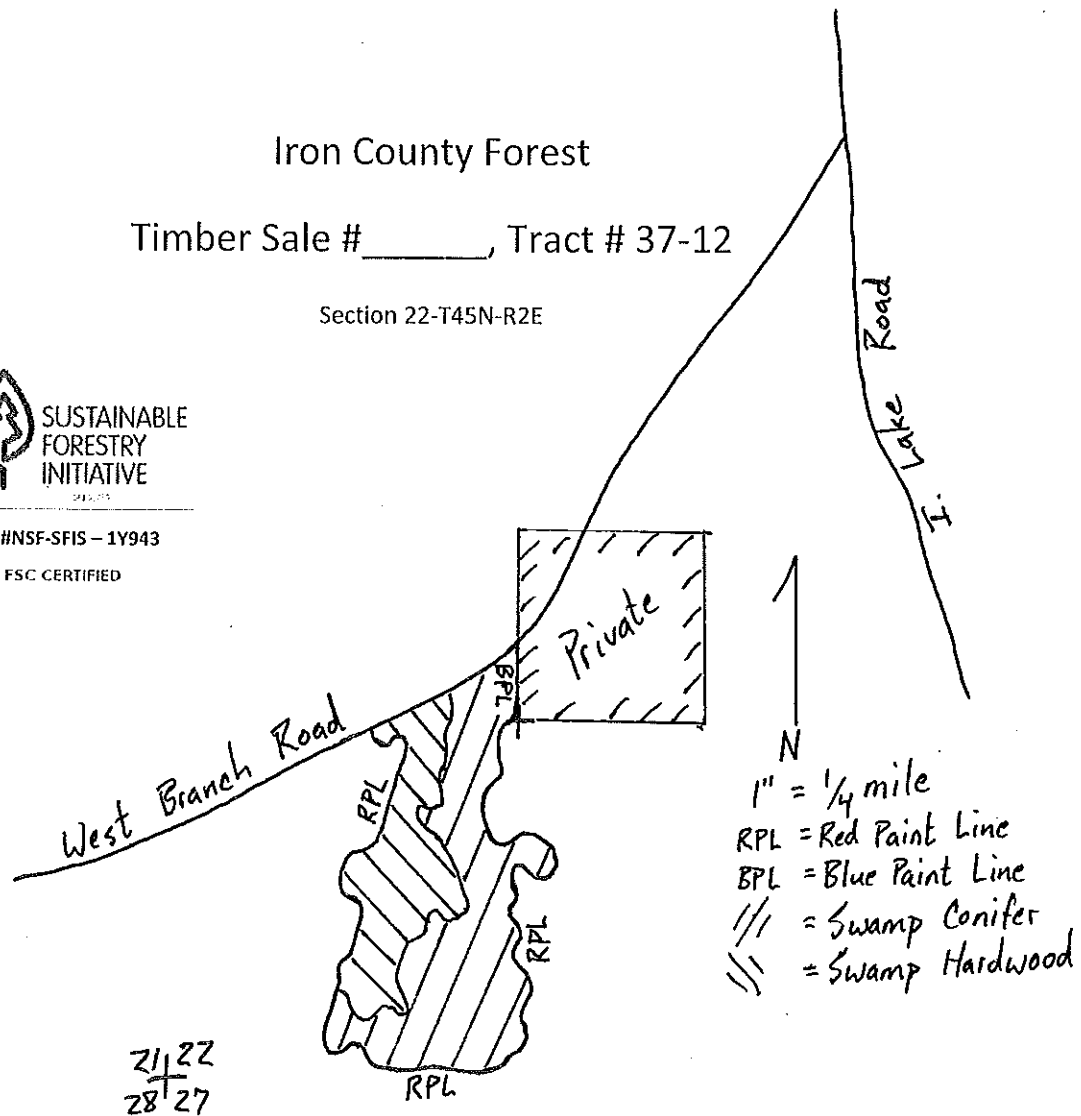 Iron County Forest
Timber Sale #______, Tract # 37-12
Section 22-T45N-R2E
SUSTAINABLE
FORESTRY
INITIATIVE
#NSF-SFIS – 1Y943
FSC CERTIFIED
I. Lake Road
Private
BPL
West Branch Road
RPL
RPL
RPL
N
1" = 1/4 mile
RPL = Red Paint Line
BPL = Blue Paint Line
/// = Swamp Conifer
\\\ = Swamp Hardwood
21 22
28 27